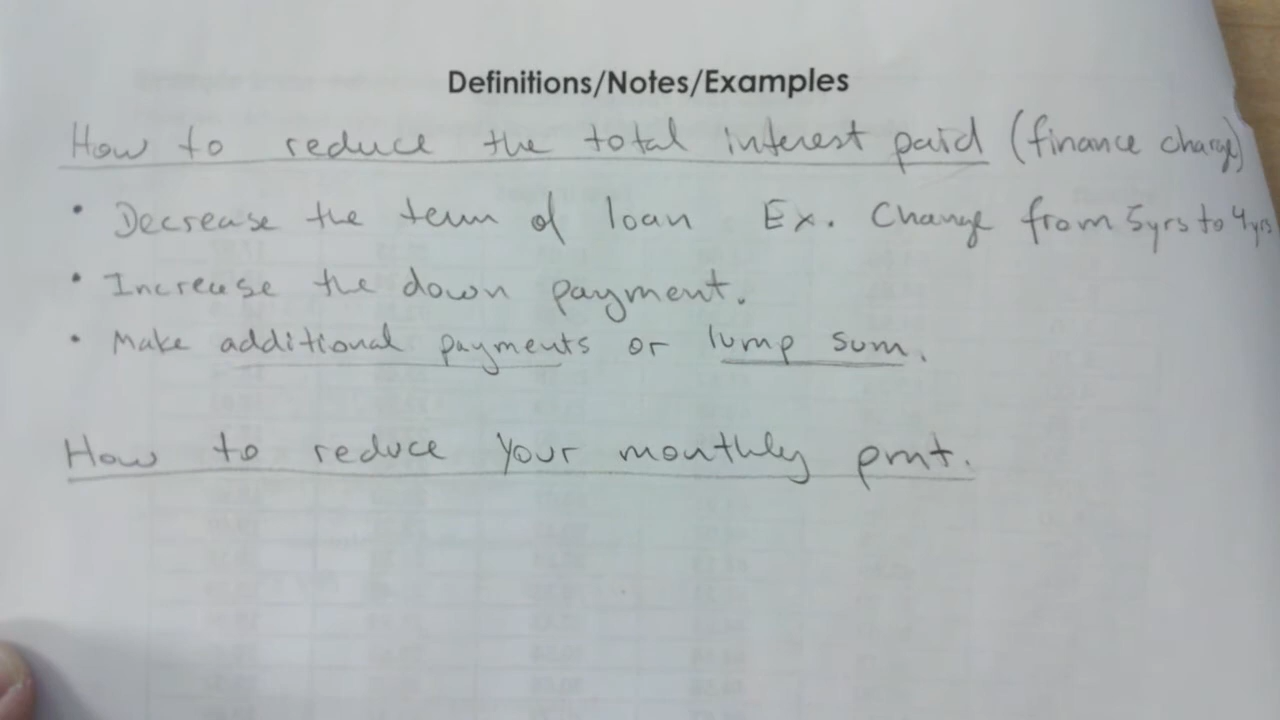 Definitions/Notes/Examples
How to reduce the total interest paid (finance charge)
• Decrease the term of loan Ex. Change from 5yrs to 4yrs
• Increase the down payment.
• Make additional payments or lump sum.
How to reduce your monthly pmt.